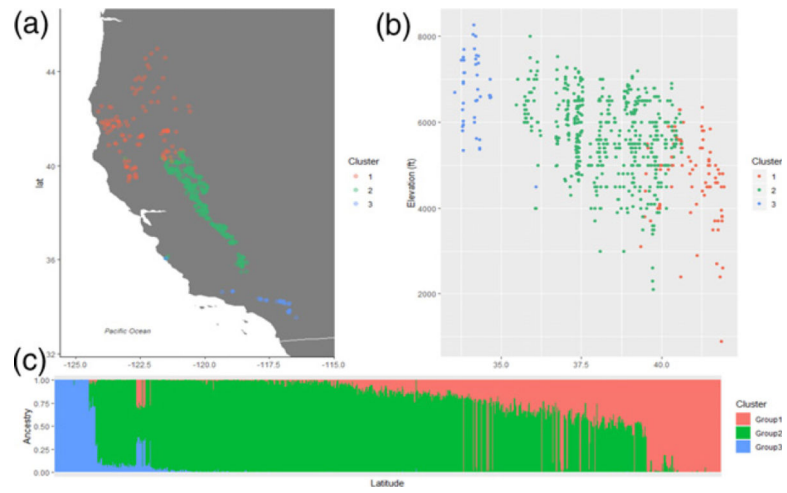 (a)
(b)
44
40
36
32
lat
-125.0
-122.5
-120.0
-117.5
-115.0
Pacific Ocean
Cluster
1
2
3
8000
6000
4000
2000
Elevation (ft)
35.0
37.5
40.0
Cluster
1
2
3
(c)
1.00
0.75
0.50
0.25
0.00
Ancestry
Latitude
Cluster
Group1
Group2
Group3